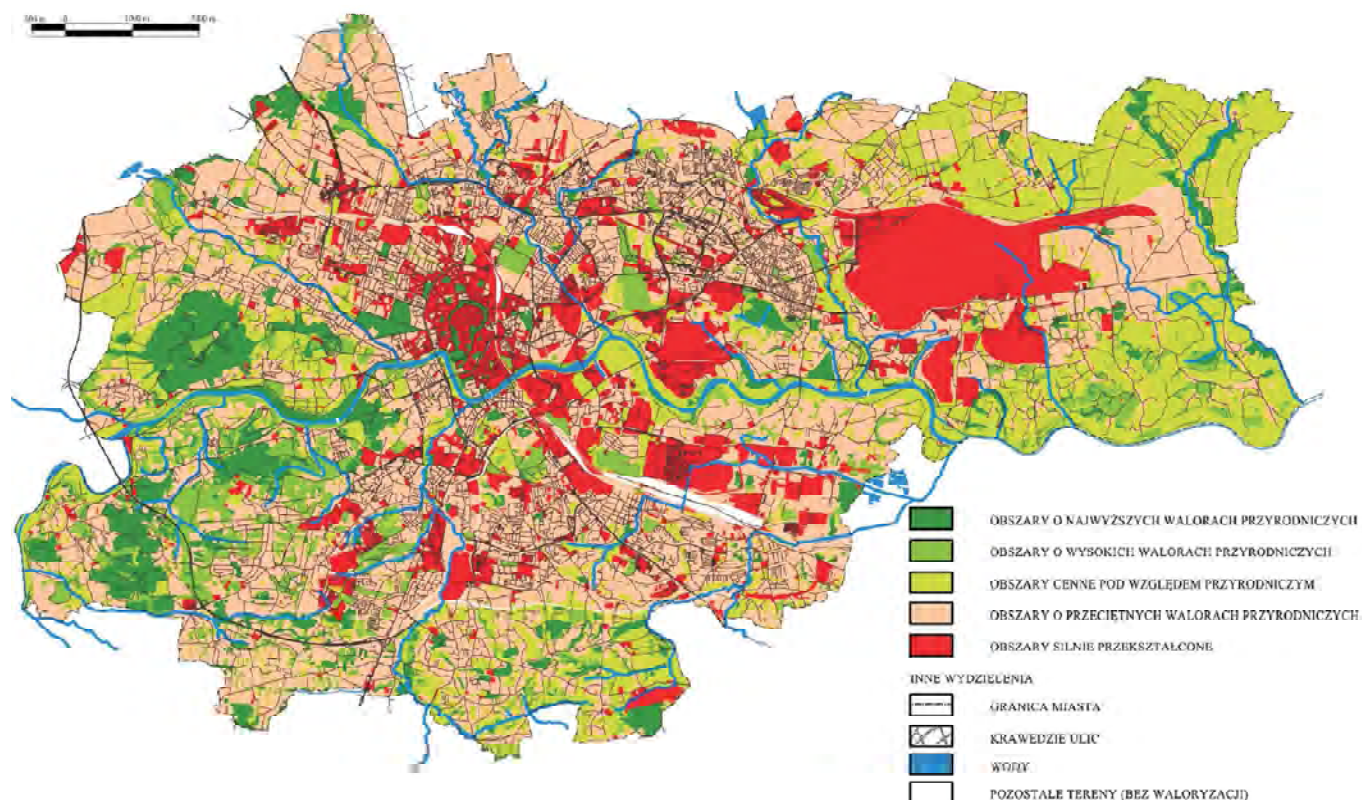 0
OBSZARY O NAJWYŻSZYCH WALORACH PRZYRODNICZYCH
OBSZARY O WYSOKICH WALORACH PRZYRODNICZYCH
OBSZARY CENNE POD WZGLĘDEM PRZYRODNICZYM
OBSZARY O PRZECIĘTNYCH WALORACH PRZYRODNICZYCH
OBSZARY SILNIE PRZEKSZTAŁCONE
INNE WYDZIELENIA
GRANICA MIASTA
KRAWĘDZIE ULIC
WODY
POZOSTAŁE TERENY (BEZ WALORYZACJI)